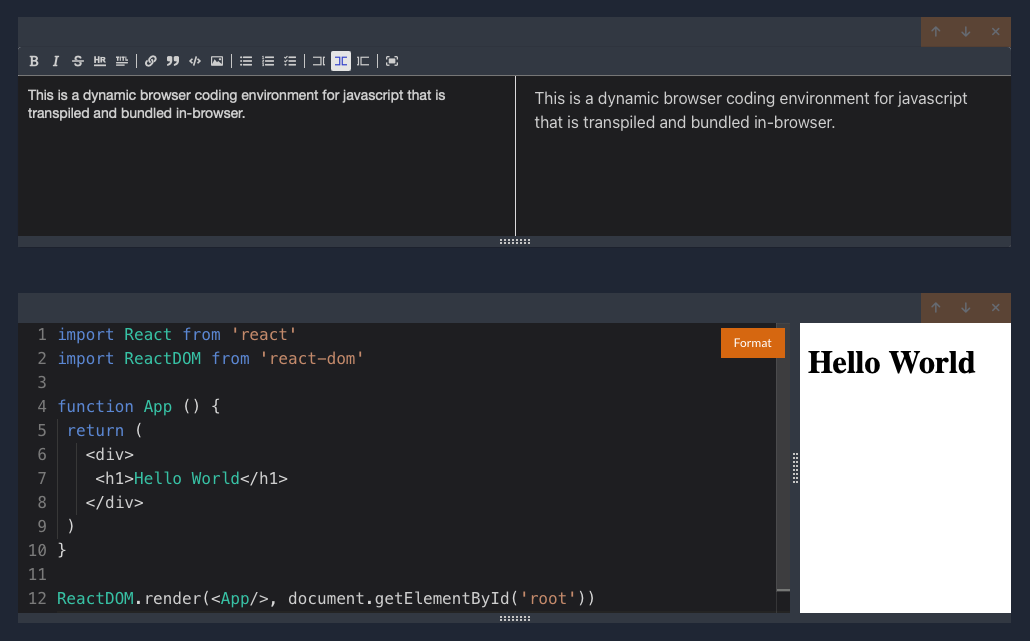 This is a dynamic browser coding environment for javascript that is
transpiled and bundled in-browser.
This is a dynamic browser coding environment for javascript
that is transpiled and bundled in-browser.
Format
1 import React from 'react'
2 import ReactDOM from 'react-dom'
3
4 function App () {
5 return (
6 <div>
7 <h1>Hello World</h1>
8 </div>
9 )
10 }
11
12 ReactDOM.render(<App/>, document.getElementById('root'))
Hello World